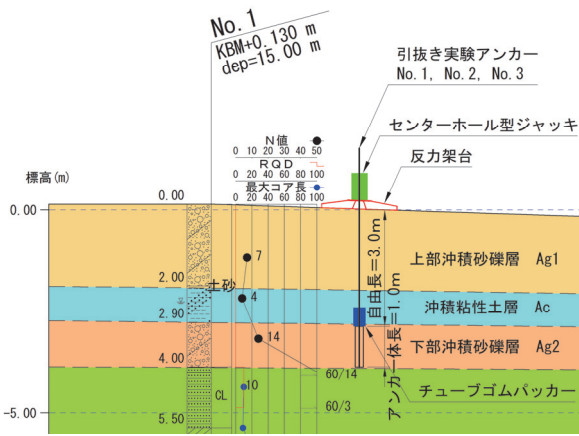 No.1
KBM+0.130 m
dep=15.00 m
引抜き実験アンカー
No.1, No.2, No.3
センターホール型ジャッキ
反力架台
N値
0 10 20 30 40 50
RQD
0 20 40 60 80 100
最大コア長
0 20 40 60 80 100
標高(m)
0.00
0.00
7
上部沖積砂礫層 Ag1
自由長=3.0m
2.00
土砂
4
沖積粘性土層 Ac
2.90
14
下部沖積砂礫層 Ag2
アンカー体長=1.0m
4.00
60/14
CL
10
チューブゴムパッカー
60/3
-5.00
5.50